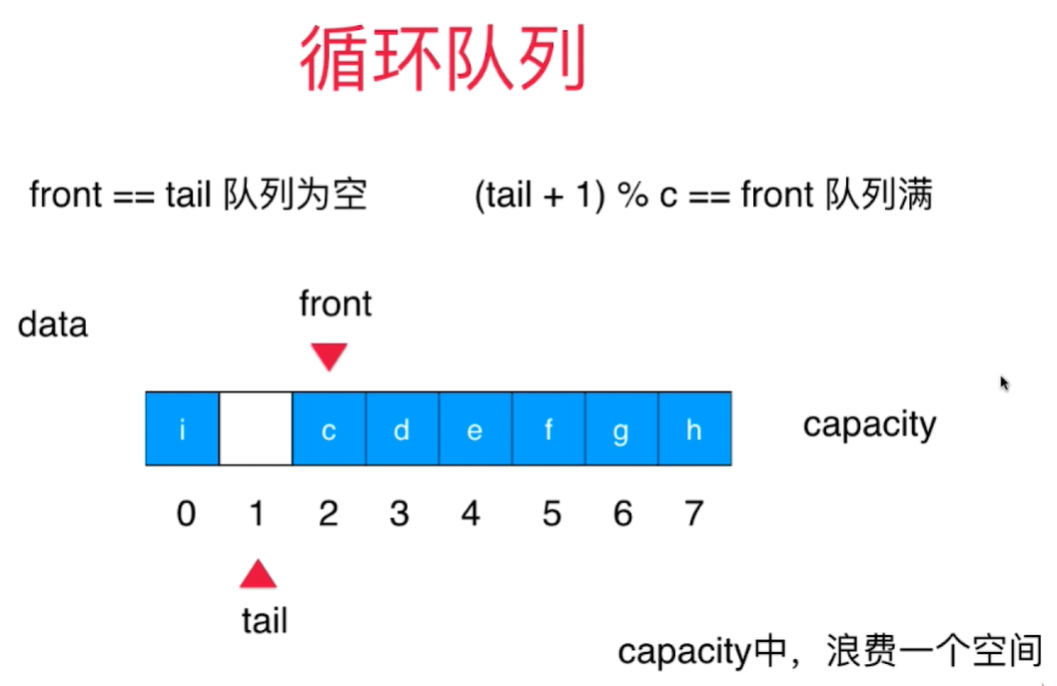 循环队列
front == tail 队列为空 (tail + 1) % c == front 队列满
front
data
i c d e f g h
capacity
0 1 2 3 4 5 6 7
tail
capacity中，浪费一个空间